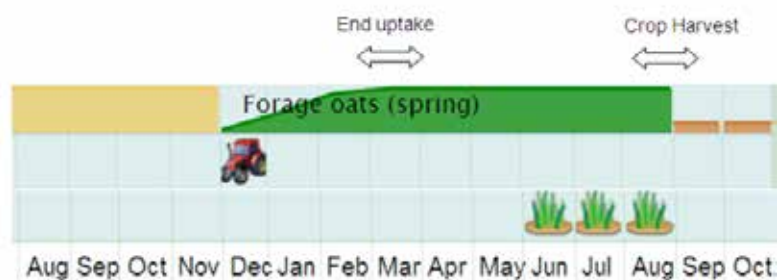 End uptake Crop Harvest
Forage oats (spring)
Aug Sep Oct Nov Dec Jan Feb Mar Apr May Jun Jul Aug Sep Oct